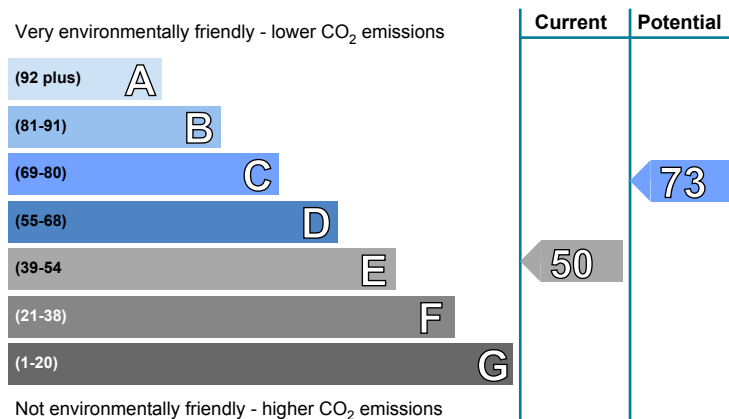 Very environmentally friendly - lower CO₂ emissions
Current
Potential
(92 plus) A
(81-91) B
(69-80) C
73
(55-68) D
(39-54 E
50
(21-38) F
(1-20) G
Not environmentally friendly - higher CO₂ emissions